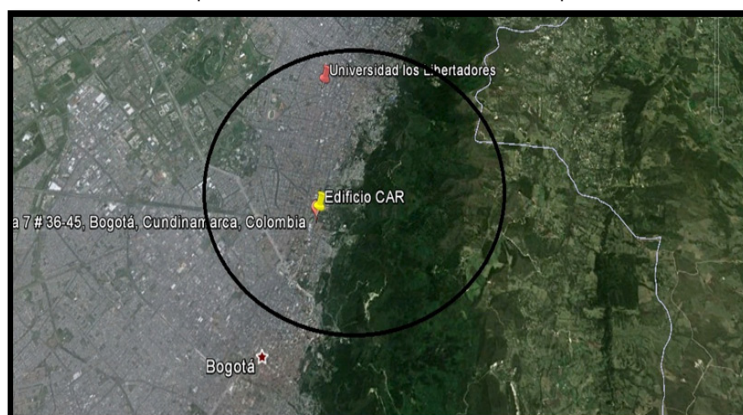 Universidad los Libertadores
Edificio CAR
a 7 # 36-45, Bogotá, Cundinamarca, Colombia
Bogotá